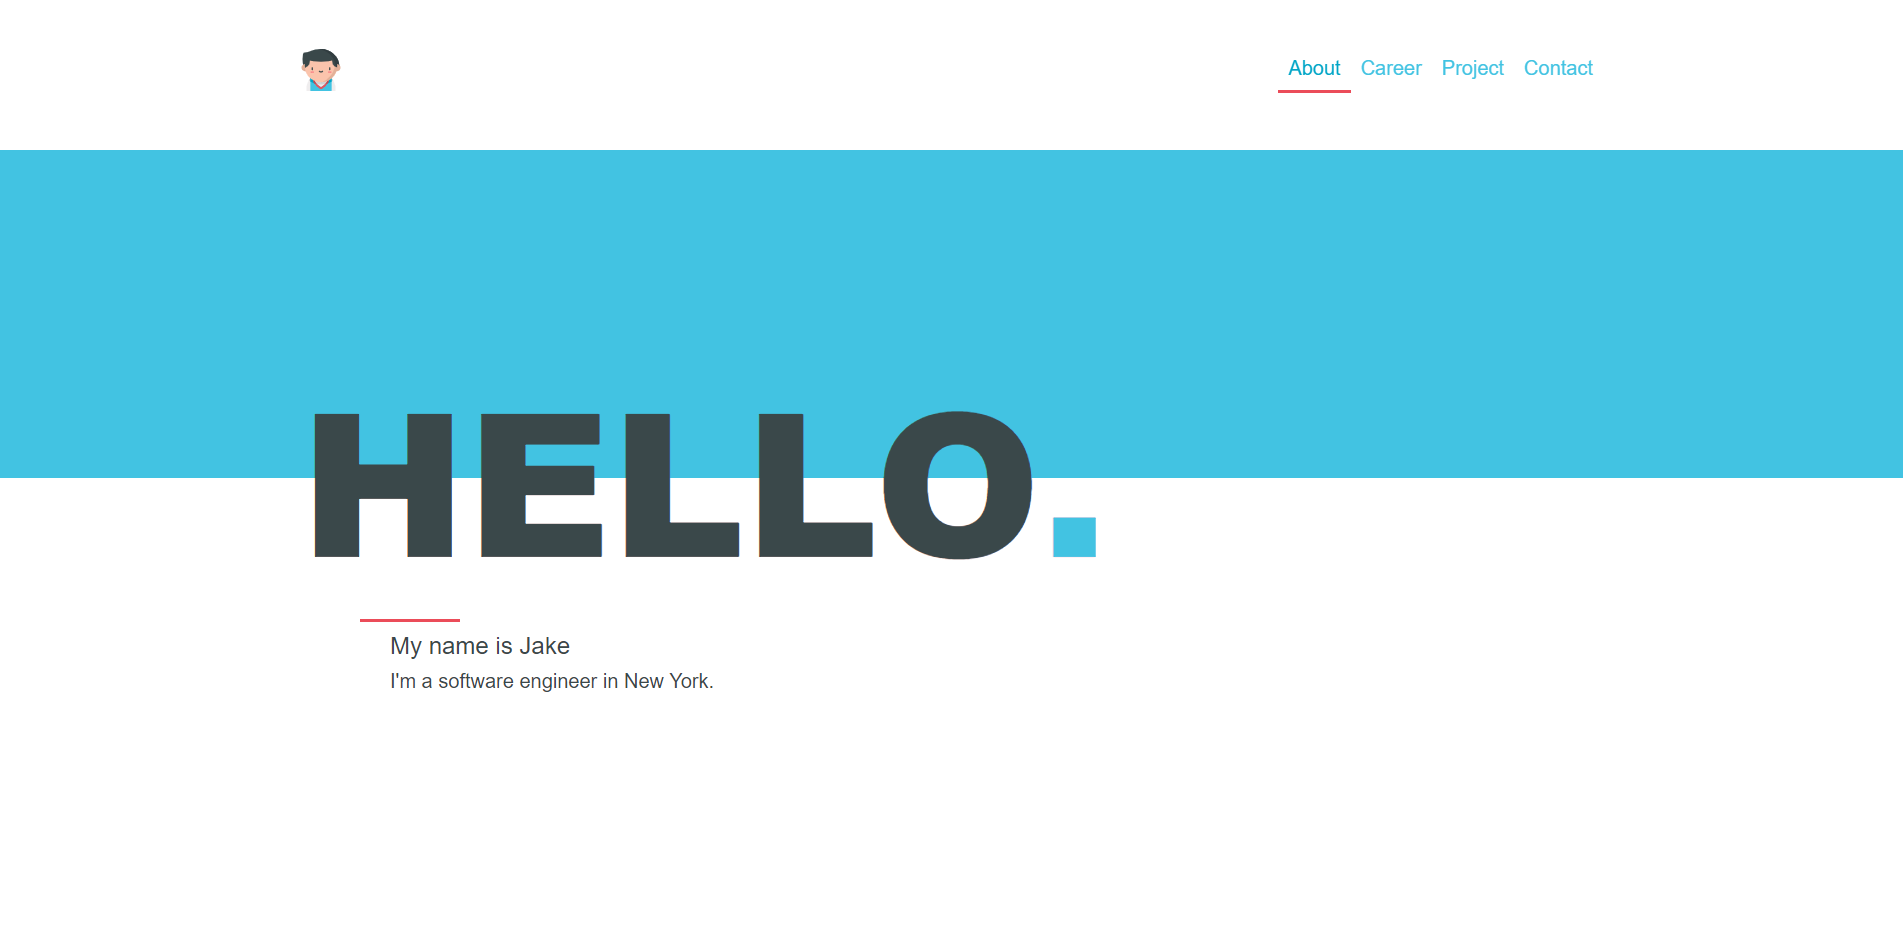 About Career Project Contact
HELLO.
My name is Jake
I'm a software engineer in New York.